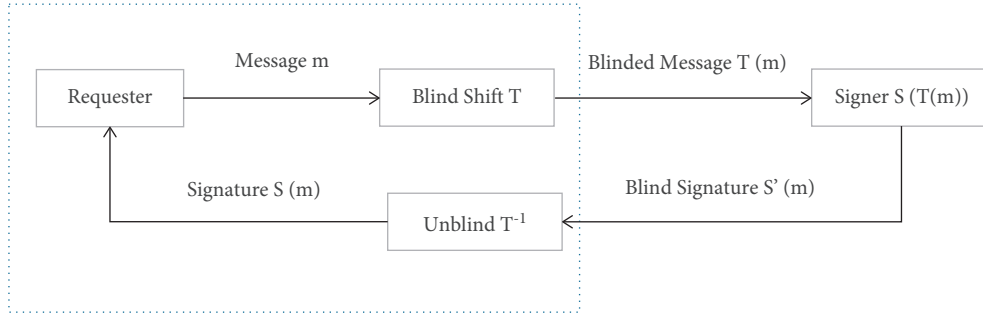 Message m
Blinded Message T (m)
Requester
Blind Shift T
Signer S (T(m))
Signature S (m)
Blind Signature S’ (m)
Unblind T⁻¹